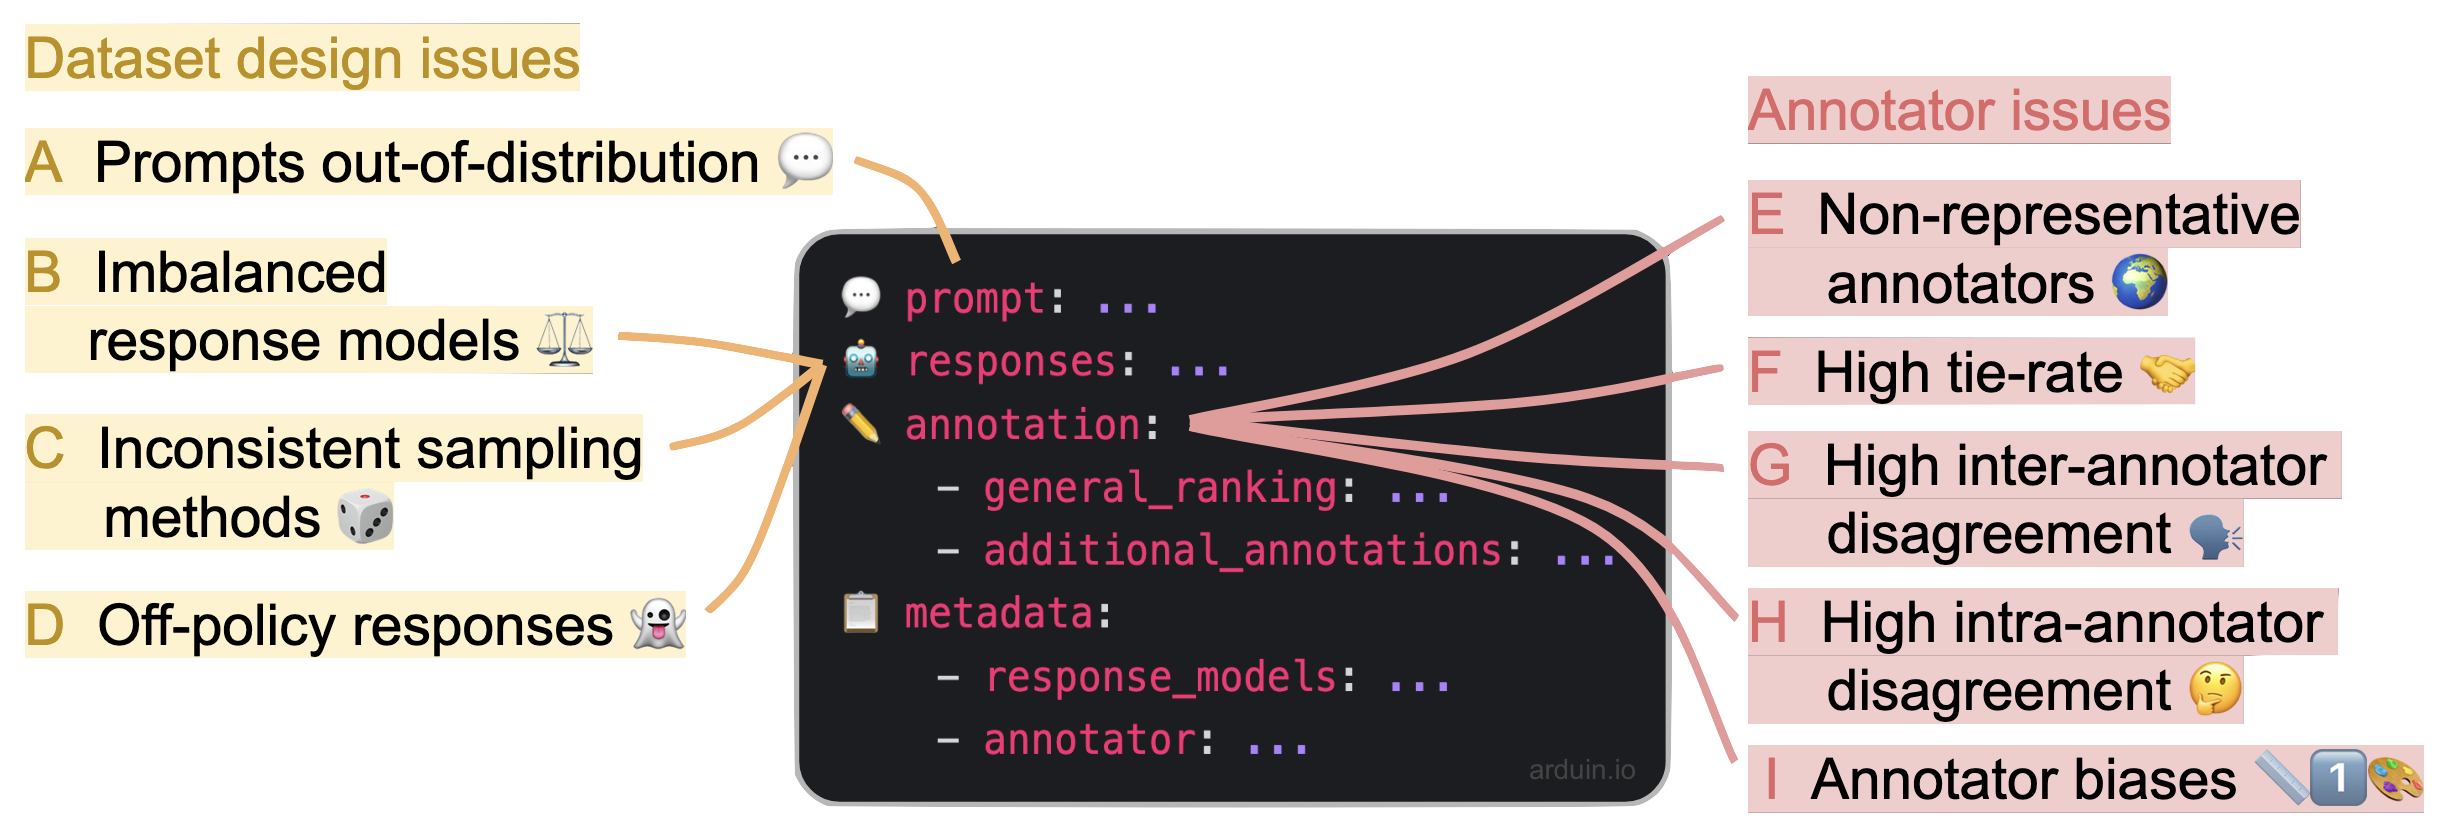 Dataset design issues
A Prompts out-of-distribution 💬
B Imbalanced
response models ⚖️
C Inconsistent sampling
methods 🎲
D Off-policy responses 👻
💬 prompt: ...
🤖 responses: ...
✏️ annotation:
– general_ranking: ...
– additional_annotations: ...
📋 metadata:
– response_models: ...
– annotator: ...
arduin.io
Annotator issues
E Non-representative
annotators 🌍
F High tie-rate 🤝
G High inter-annotator
disagreement 🗣️
H High intra-annotator
disagreement 🤔
I Annotator biases 📏1️⃣🎨